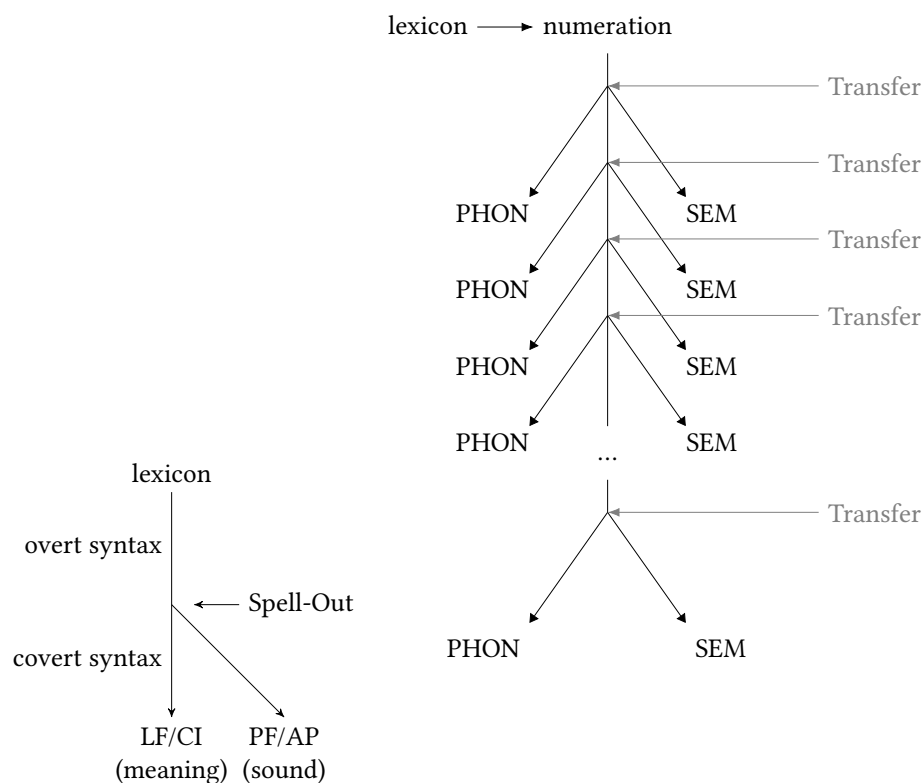 lexicon numeration
Transfer
Transfer
PHON SEM
Transfer
PHON SEM
Transfer
PHON SEM
PHON SEM
...
lexicon
Transfer
overt syntax
Spell-Out
PHON SEM
covert syntax
LF/CI PF/AP
(meaning) (sound)